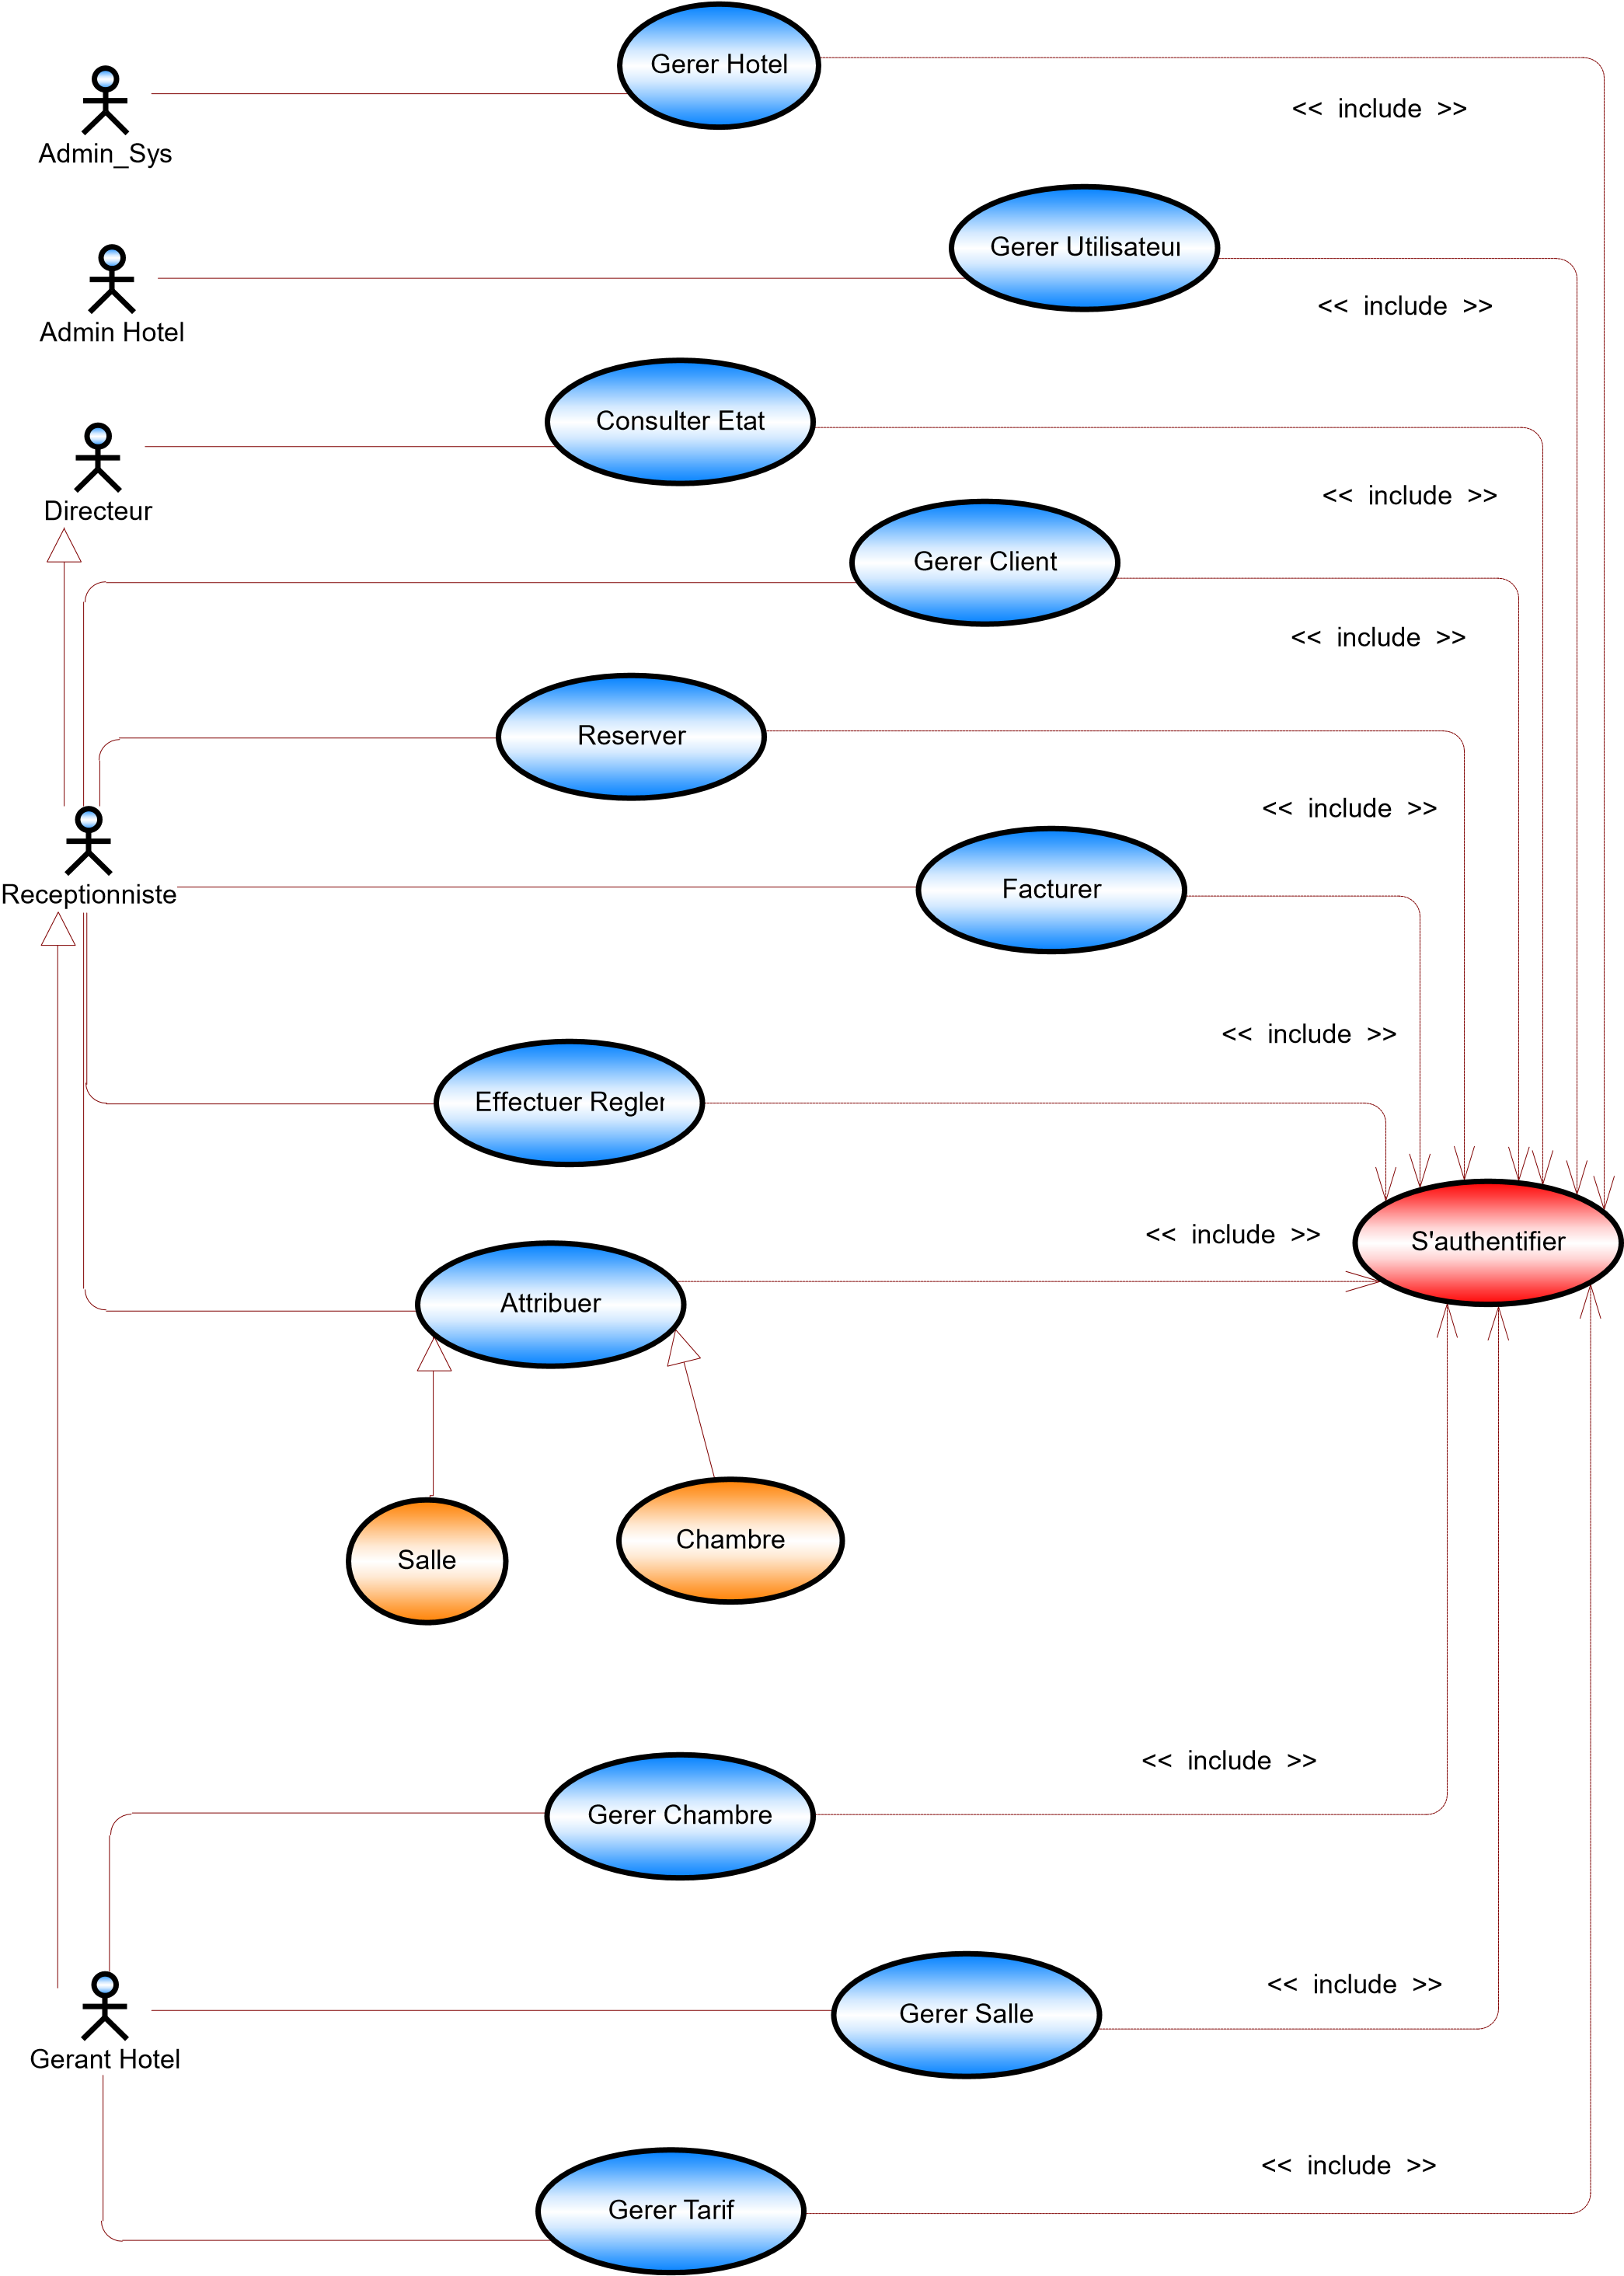 Gerer Hotel
<< include >>
Admin_Sys
Gerer Utilisateur
<< include >>
Admin Hotel
Consulter Etat
<< include >>
Directeur
Gerer Client
<< include >>
Reserver
<< include >>
Facturer
Receptionniste
<< include >>
Effectuer Regler
<< include >>
S'authentifier
Attribuer
Chambre
Salle
<< include >>
Gerer Chambre
<< include >>
Gerer Salle
Gerant Hotel
<< include >>
Gerer Tarif